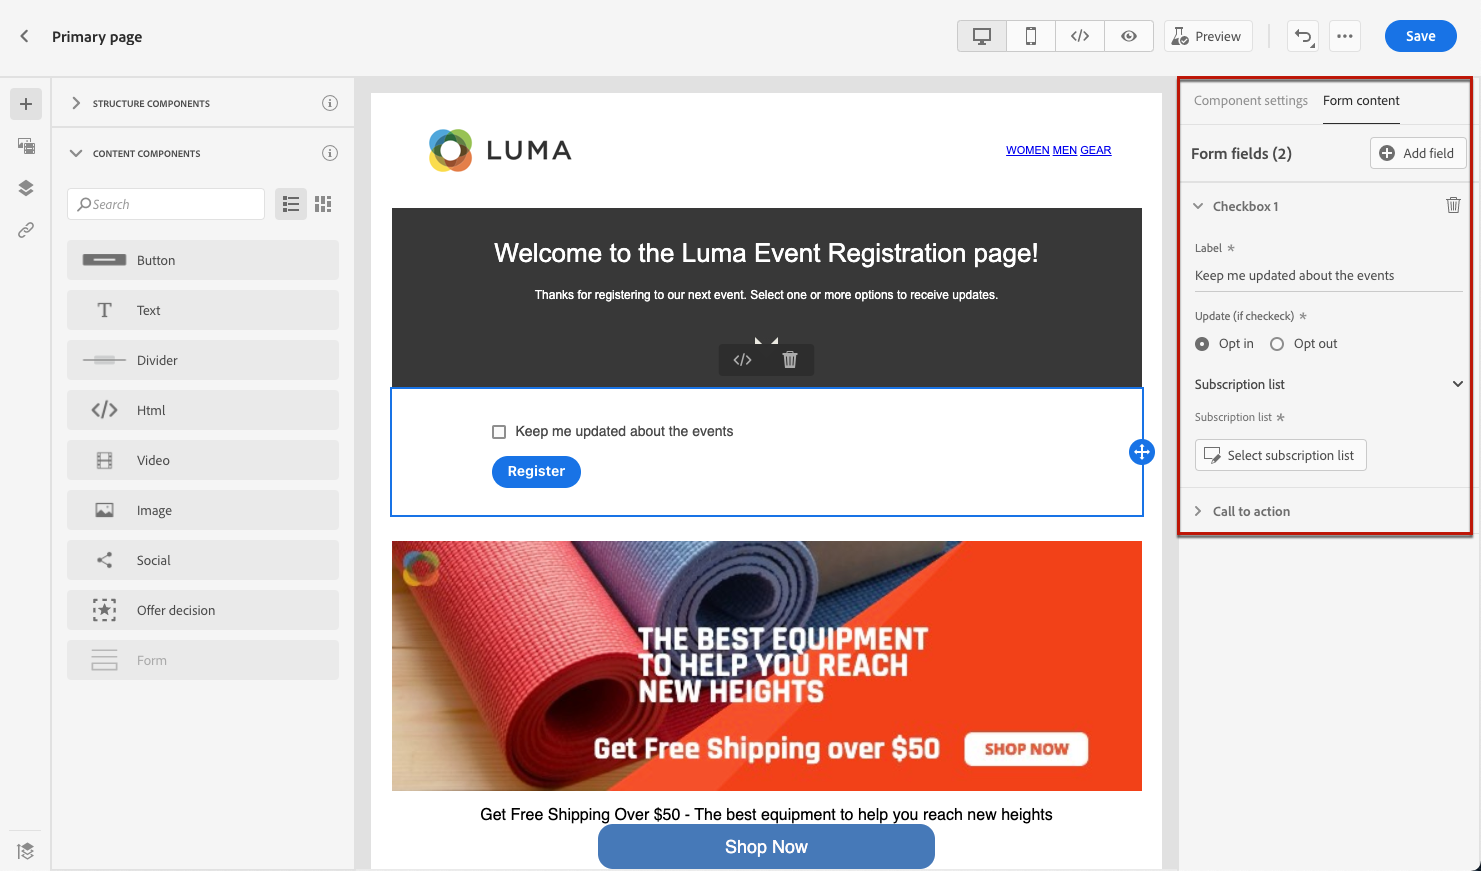 Primary page
Preview
Save
STRUCTURE COMPONENTS
CONTENT COMPONENTS
Search
Button
Text
Divider
Html
Video
Image
Social
Offer decision
Form
LUMA
WOMEN MEN GEAR
Welcome to the Luma Event Registration page!
Thanks for registering to our next event. Select one or more options to receive updates.
Keep me updated about the events
Register
THE BEST EQUIPMENT
TO HELP YOU REACH
NEW HEIGHTS
Get Free Shipping over $50
SHOP NOW
Get Free Shipping Over $50 - The best equipment to help you reach new heights
Shop Now
Component settings Form content
Form fields (2)
Add field
Checkbox 1
Label *
Keep me updated about the events
Update (if checkeck) *
Opt in Opt out
Subscription list
Subscription list *
Select subscription list
Call to action